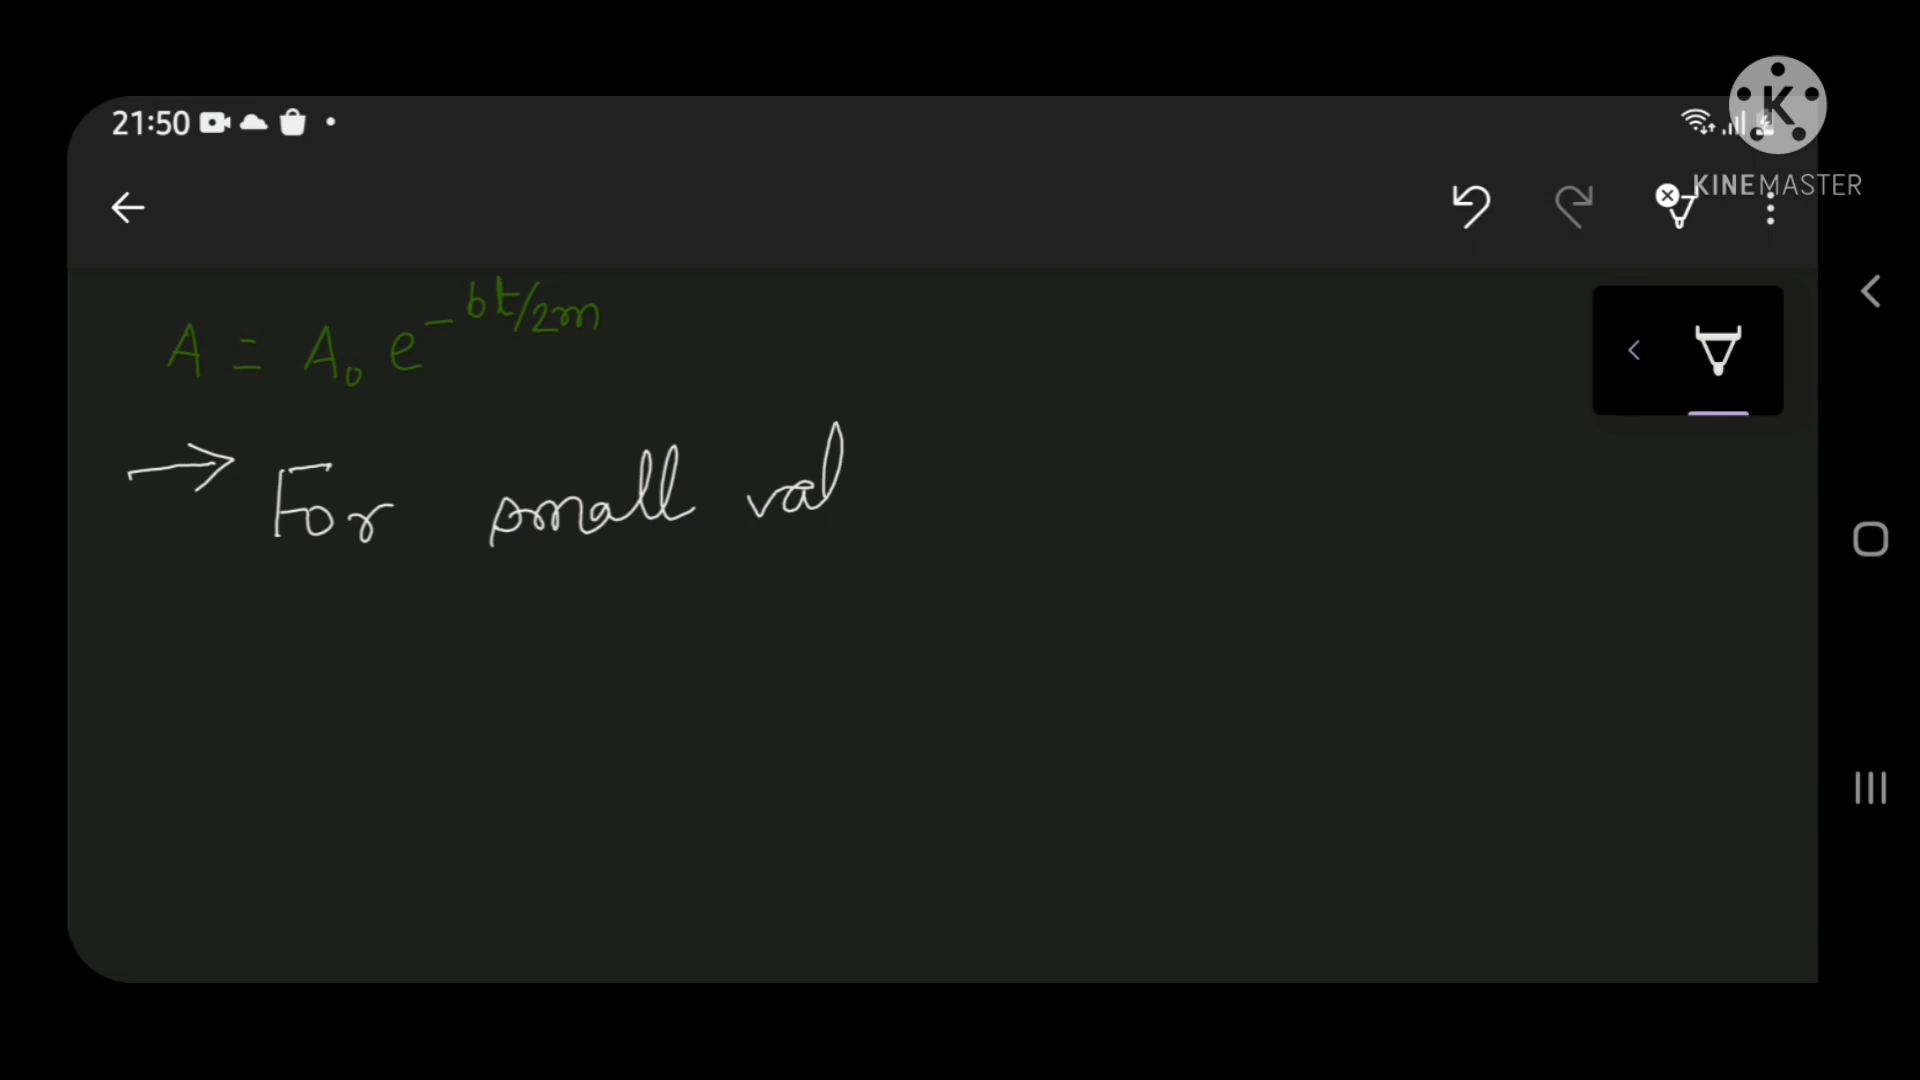 21:50
KINEMASTER
A = A₀ e^-bt/2m
→ For small val